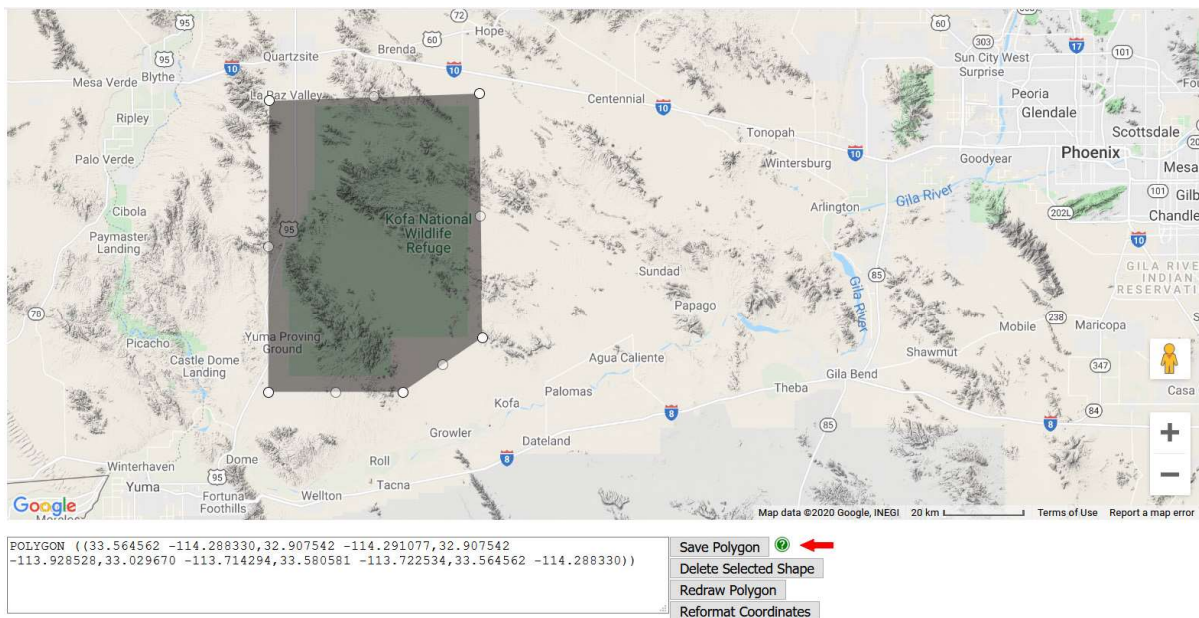 95
72
Hope
60
Brenda
60
303
17
101
Quartzsite
Sun City West
Surprise
95
Mesa Verde
Blythe
10
10
La Paz Valley
Centennial
10
Peoria
Glendale
Ripley
Tonopah
Scottsdale
Palo Verde
10
Wintersburg
Goodyear
Phoenix
Mesa
101
Gilb
Cibola
Gila River
Arlington
202L
Chandle
Paymaster
Landing
95
Kofa National
Wildlife
Refuge
10
GILA RIVE
INDIAN
RESERVATI
Sundad
85
Gila River
78
Papago
238
Mobile
Maricopa
Picacho
Yuma Proving
Ground
Castle Dome
Landing
Agua Caliente
Shawmut
347
Gila Bend
Casa
Theba
Palomas
Kofa
8
84
85
8
Growler
Dateland
8
Dome
Roll
Winterhaven
95
Tacna
Yuma
Fortuna
Foothills
Wellton
Google
Map data ©2020 Google, INEGI 20 km Terms of Use Report a map error
POLYGON ((33.564562 -114.288330,32.907542 -114.291077,32.907542
-113.928528,33.029670 -113.714294,33.580581 -113.722534,33.564562 -114.288330))
Save Polygon ?
Delete Selected Shape
Redraw Polygon
Reformat Coordinates